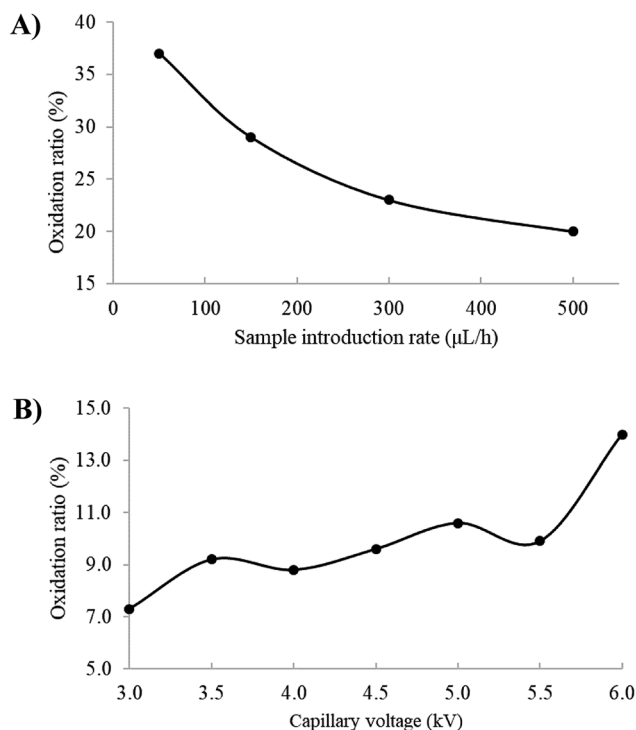 A)
40
35
30
25
20
15
Oxidation ratio (%)
0 100 200 300 400 500
Sample introduction rate (μL/h)
B)
15.0
13.0
11.0
9.0
7.0
5.0
Oxidation ratio (%)
3.0 3.5 4.0 4.5 5.0 5.5 6.0
Capillary voltage (kV)